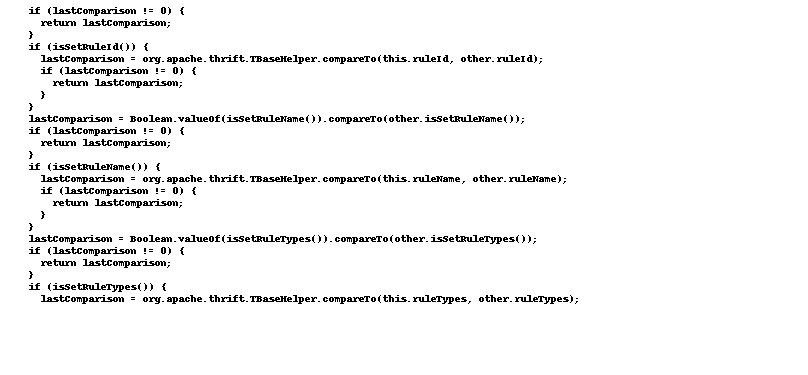 if (lastComparison != 0) {
  return lastComparison;
}
if (isSetRuleId()) {
  lastComparison = org.apache.thrift.TBaseHelper.compareTo(this.ruleId, other.ruleId);
  if (lastComparison != 0) {
    return lastComparison;
  }
}
lastComparison = Boolean.valueOf(isSetRuleName()).compareTo(other.isSetRuleName());
if (lastComparison != 0) {
  return lastComparison;
}
if (isSetRuleName()) {
  lastComparison = org.apache.thrift.TBaseHelper.compareTo(this.ruleName, other.ruleName);
  if (lastComparison != 0) {
    return lastComparison;
  }
}
lastComparison = Boolean.valueOf(isSetRuleTypes()).compareTo(other.isSetRuleTypes());
if (lastComparison != 0) {
  return lastComparison;
}
if (isSetRuleTypes()) {
  lastComparison = org.apache.thrift.TBaseHelper.compareTo(this.ruleTypes, other.ruleTypes);